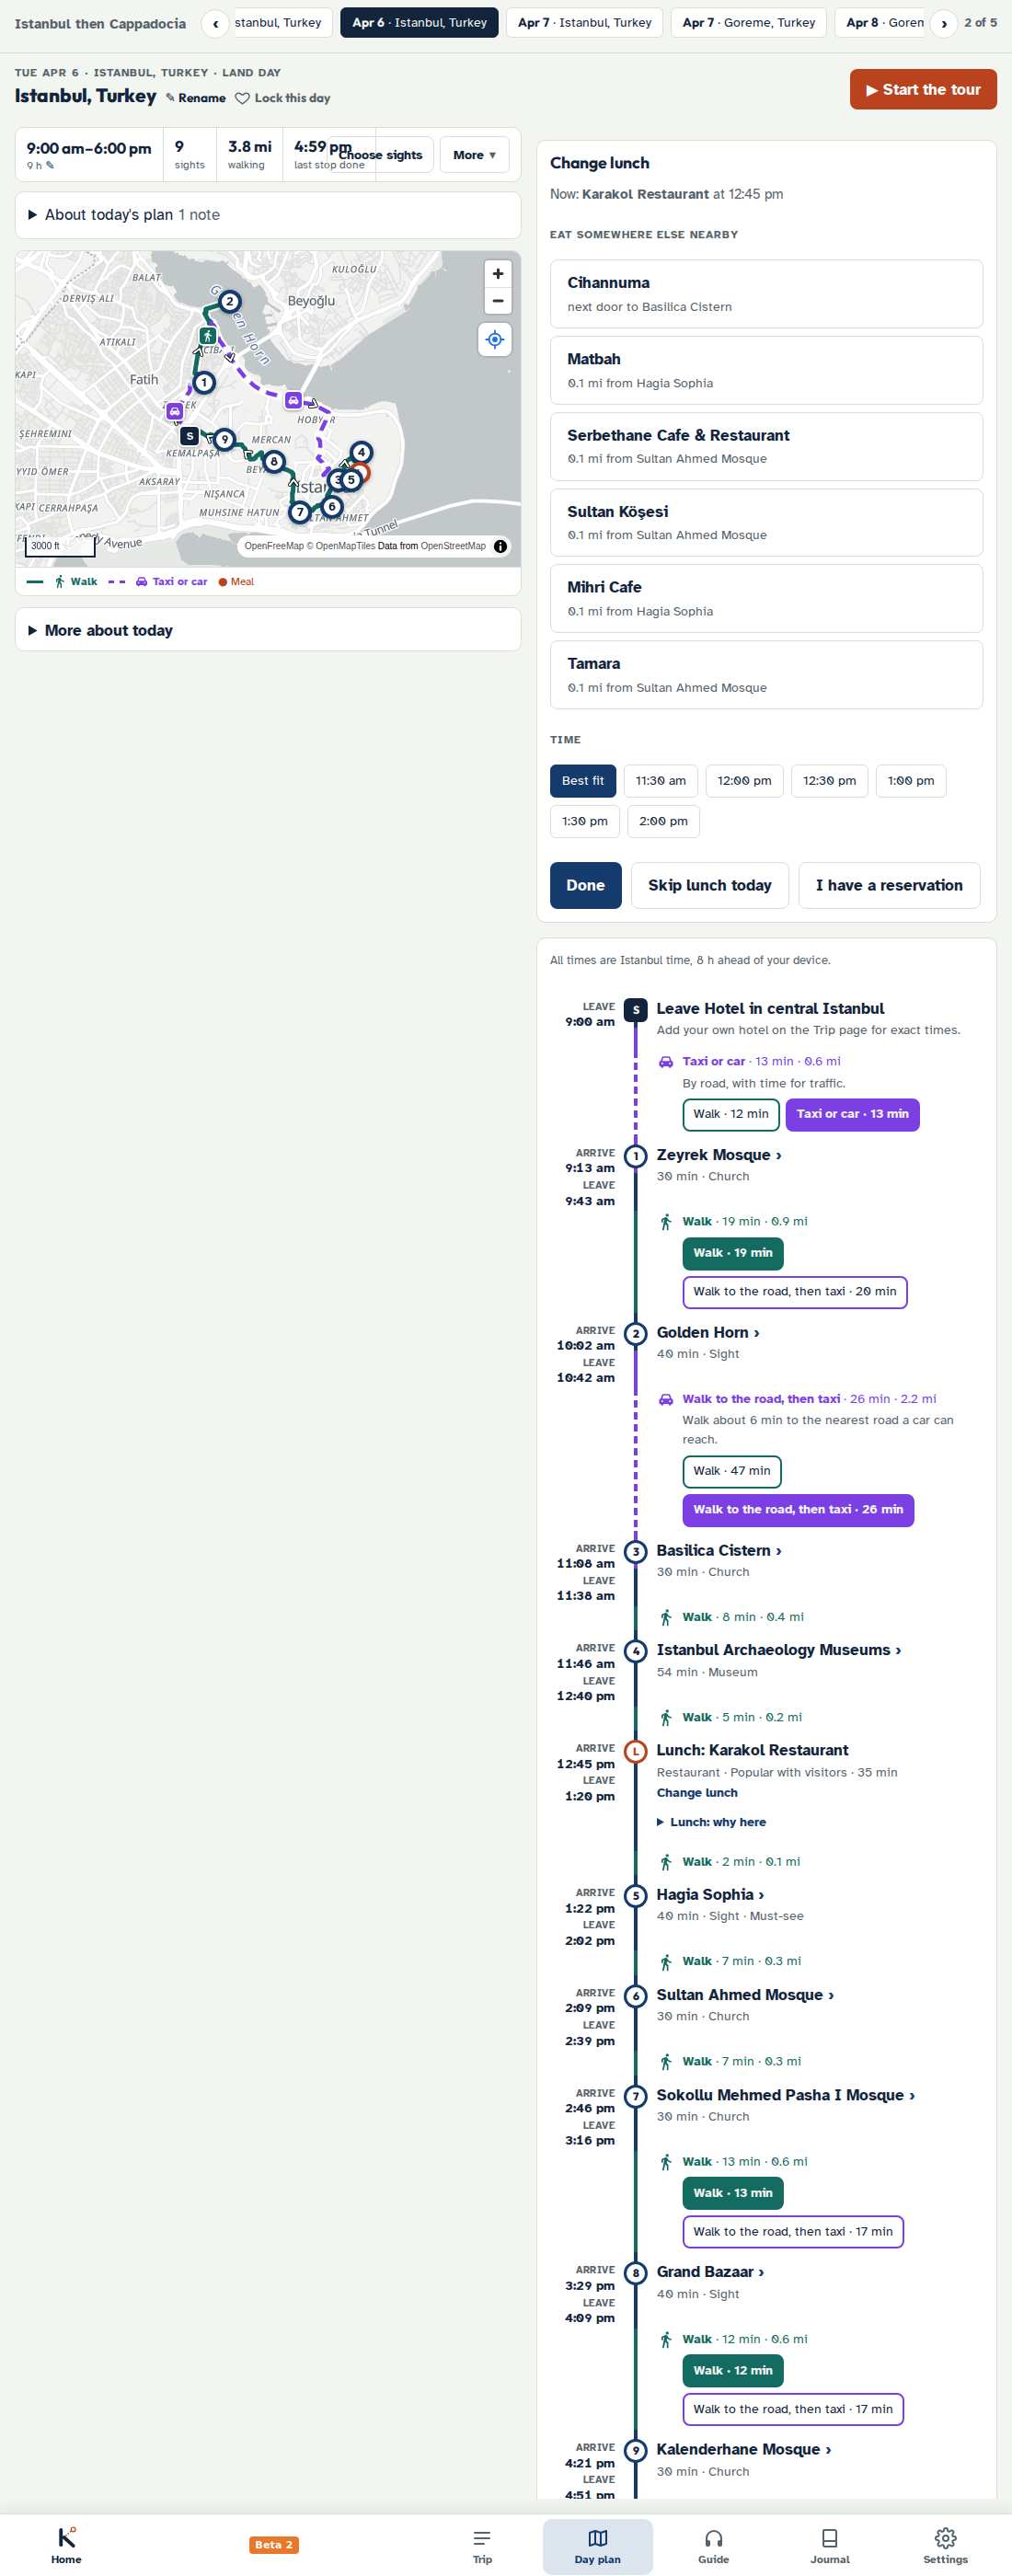 Istanbul then Cappadocia
‹
stanbul, Turkey
Apr 6 · Istanbul, Turkey
Apr 7 · Istanbul, Turkey
Apr 7 · Goreme, Turkey
Apr 8 · Gorem
›
2 of 5
TUE APR 6 · ISTANBUL, TURKEY · LAND DAY
Istanbul, Turkey
✎ Rename
Lock this day
▶ Start the tour
9:00 am–6:00 pm
9 h ✎
9
sights
3.8 mi
walking
4:59 pm
last stop done
Choose sights
More ▾
▶ About today's plan 1 note
BALAT
KULOĞLU
DERVIŞ ALI
Beyoğlu
2
ATIKALI
CIBA
KAPI
Fatih
1
S
9
ŞEHREMINI
KEMALPAŞA
MERCAN
HOBY
R
8
4
YYID ÖMER
AKSARAY
3
5
Istan
NIŞANCA
KAPI
CERRAHPAŞA
MUHSINE HATUN
7
6
AHMET
Tunnel
Avenue
3000 ft
+
−
OpenFreeMap © OpenMapTiles Data from OpenStreetMap
Walk
Taxi or car
Meal
▶ More about today
Change lunch
Now: Karakol Restaurant at 12:45 pm
EAT SOMEWHERE ELSE NEARBY
Cihannuma
next door to Basilica Cistern
Matbah
0.1 mi from Hagia Sophia
Serbethane Cafe & Restaurant
0.1 mi from Sultan Ahmed Mosque
Sultan Köşesi
0.1 mi from Sultan Ahmed Mosque
Mihri Cafe
0.1 mi from Hagia Sophia
Tamara
0.1 mi from Sultan Ahmed Mosque
TIME
Best fit
11:30 am
12:00 pm
12:30 pm
1:00 pm
1:30 pm
2:00 pm
Done
Skip lunch today
I have a reservation
All times are Istanbul time, 8 h ahead of your device.
LEAVE
9:00 am
S
Leave Hotel in central Istanbul
Add your own hotel on the Trip page for exact times.
Taxi or car · 13 min · 0.6 mi
By road, with time for traffic.
Walk · 12 min
Taxi or car · 13 min
ARRIVE
9:13 am
LEAVE
9:43 am
1
Zeyrek Mosque ›
30 min · Church
Walk · 19 min · 0.9 mi
Walk · 19 min
Walk to the road, then taxi · 20 min
ARRIVE
10:02 am
LEAVE
10:42 am
2
Golden Horn ›
40 min · Sight
Walk to the road, then taxi · 26 min · 2.2 mi
Walk about 6 min to the nearest road a car can
reach.
Walk · 47 min
Walk to the road, then taxi · 26 min
ARRIVE
11:08 am
LEAVE
11:38 am
3
Basilica Cistern ›
30 min · Church
Walk · 8 min · 0.4 mi
ARRIVE
11:46 am
LEAVE
12:40 pm
4
Istanbul Archaeology Museums ›
54 min · Museum
Walk · 5 min · 0.2 mi
ARRIVE
12:45 pm
LEAVE
1:20 pm
L
Lunch: Karakol Restaurant
Restaurant · Popular with visitors · 35 min
Change lunch
▶ Lunch: why here
Walk · 2 min · 0.1 mi
ARRIVE
1:22 pm
LEAVE
2:02 pm
5
Hagia Sophia ›
40 min · Sight · Must-see
Walk · 7 min · 0.3 mi
ARRIVE
2:09 pm
LEAVE
2:39 pm
6
Sultan Ahmed Mosque ›
30 min · Church
Walk · 7 min · 0.3 mi
ARRIVE
2:46 pm
LEAVE
3:16 pm
7
Sokollu Mehmed Pasha I Mosque ›
30 min · Church
Walk · 13 min · 0.6 mi
Walk · 13 min
Walk to the road, then taxi · 17 min
ARRIVE
3:29 pm
LEAVE
4:09 pm
8
Grand Bazaar ›
40 min · Sight
Walk · 12 min · 0.6 mi
Walk · 12 min
Walk to the road, then taxi · 17 min
ARRIVE
4:21 pm
LEAVE
4:51 pm
9
Kalenderhane Mosque ›
30 min · Church
Home
Beta 2
Trip
Day plan
Guide
Journal
Settings